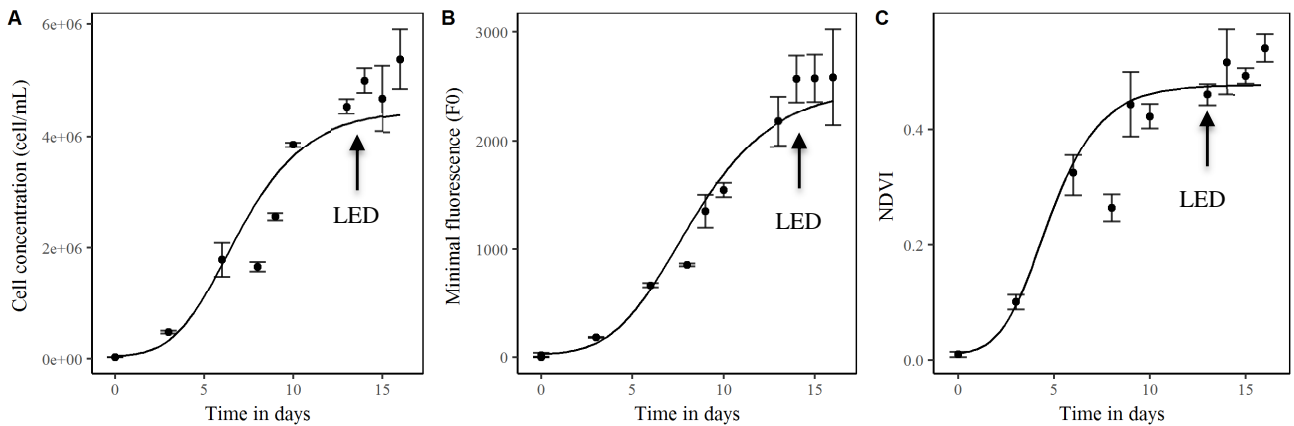 A
Cell concentration (cell/mL)
6e+06
4e+06
2e+06
0e+00
LED
0 5 10 15
Time in days
B
Minimal fluorescence (F0)
3000
2000
1000
0
LED
0 5 10 15
Time in days
C
NDVI
0.4
0.2
0.0
LED
0 5 10 15
Time in days